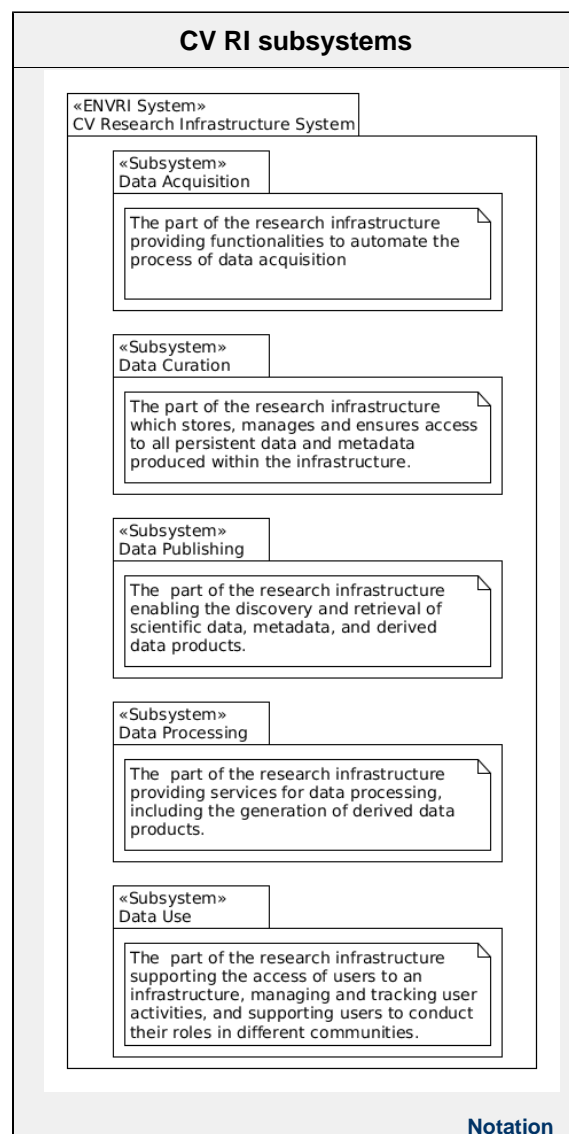 CV RI subsystems
«ENVRI System»
CV Research Infrastructure System
«Subsystem»
Data Acquisition
The part of the research infrastructure
providing functionalities to automate the
process of data acquisition
«Subsystem»
Data Curation
The part of the research infrastructure
which stores, manages and ensures access
to all persistent data and metadata
produced within the infrastructure.
«Subsystem»
Data Publishing
The  part of the research infrastructure
enabling the discovery and retrieval of
scientific data, metadata, and derived
data products.
«Subsystem»
Data Processing
The  part of the research infrastructure
providing services for data processing,
including the generation of derived data
products.
«Subsystem»
Data Use
The  part of the research infrastructure
supporting the access of users to an
infrastructure, managing and tracking user
activities, and supporting users to conduct
their roles in different communities.
Notation